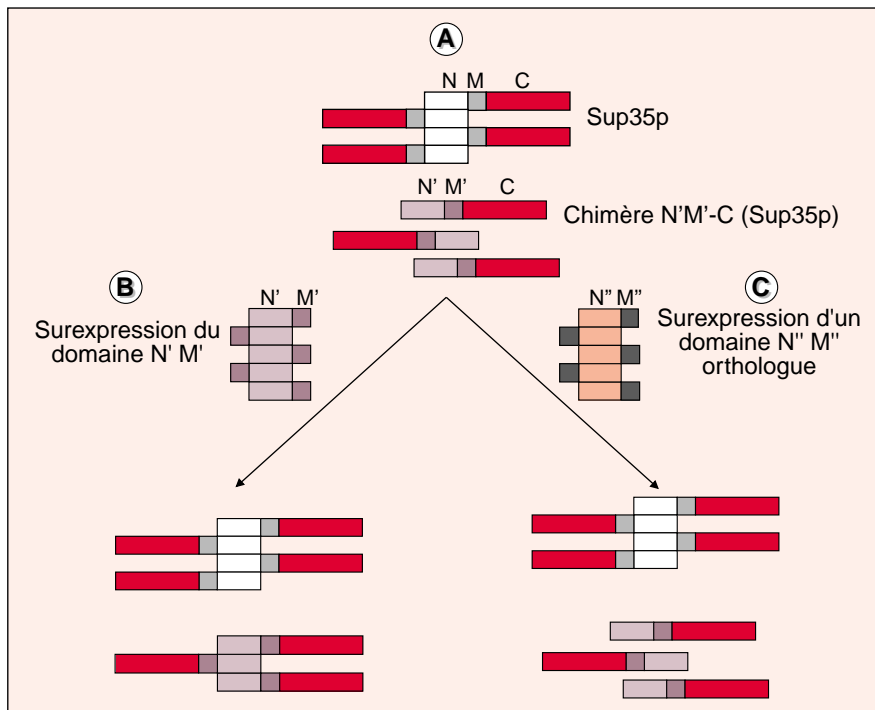 A
N M C
Sup35p
N' M' C
Chimère N'M'-C (Sup35p)
B
N' M'
Surexpression du
domaine N' M'
N" M"
C
Surexpression d'un
domaine N" M"
orthologue